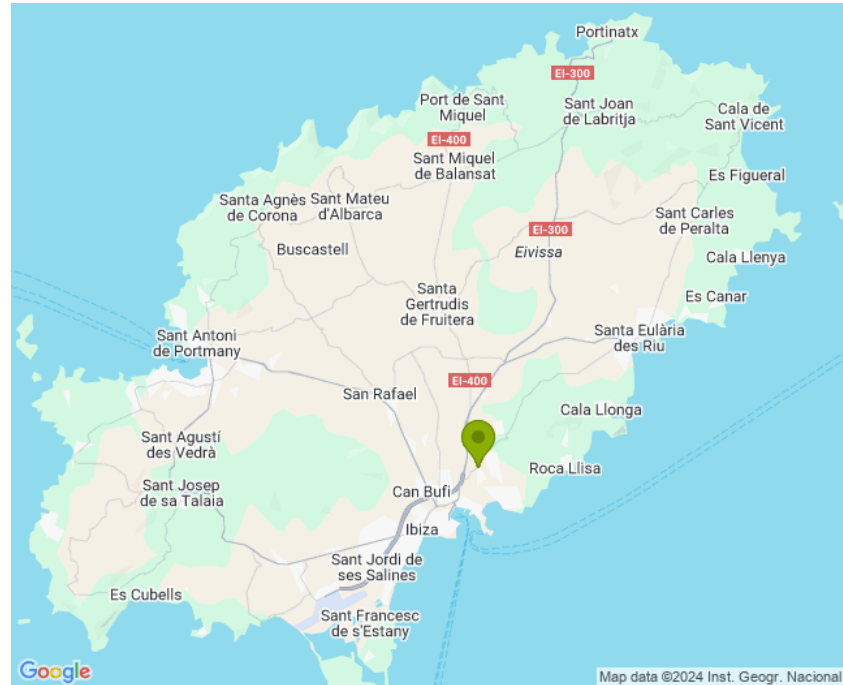 Portinatx
EI-300
Port de Sant
Miquel
Sant Joan
de Labritja
Cala de
Sant Vicent
EI-400
Sant Miquel
de Balansat
Es Figueral
Santa Agnès
de Corona
Sant Mateu
d'Albarca
Sant Carles
de Peralta
EI-300
Buscastell
Eivissa
Cala Llenya
Santa
Gertrudis
de Fruitera
Es Canar
Sant Antoni
de Portmany
Santa Eulària
des Riu
EI-400
San Rafael
Cala Llonga
Sant Agustí
des Vedrà
Roca Llisa
Sant Josep
de sa Talaia
Can Bufi
Ibiza
Sant Jordi de
ses Salines
Es Cubells
Sant Francesc
de s'Estany
Google
Map data ©2024 Inst. Geogr. Nacional